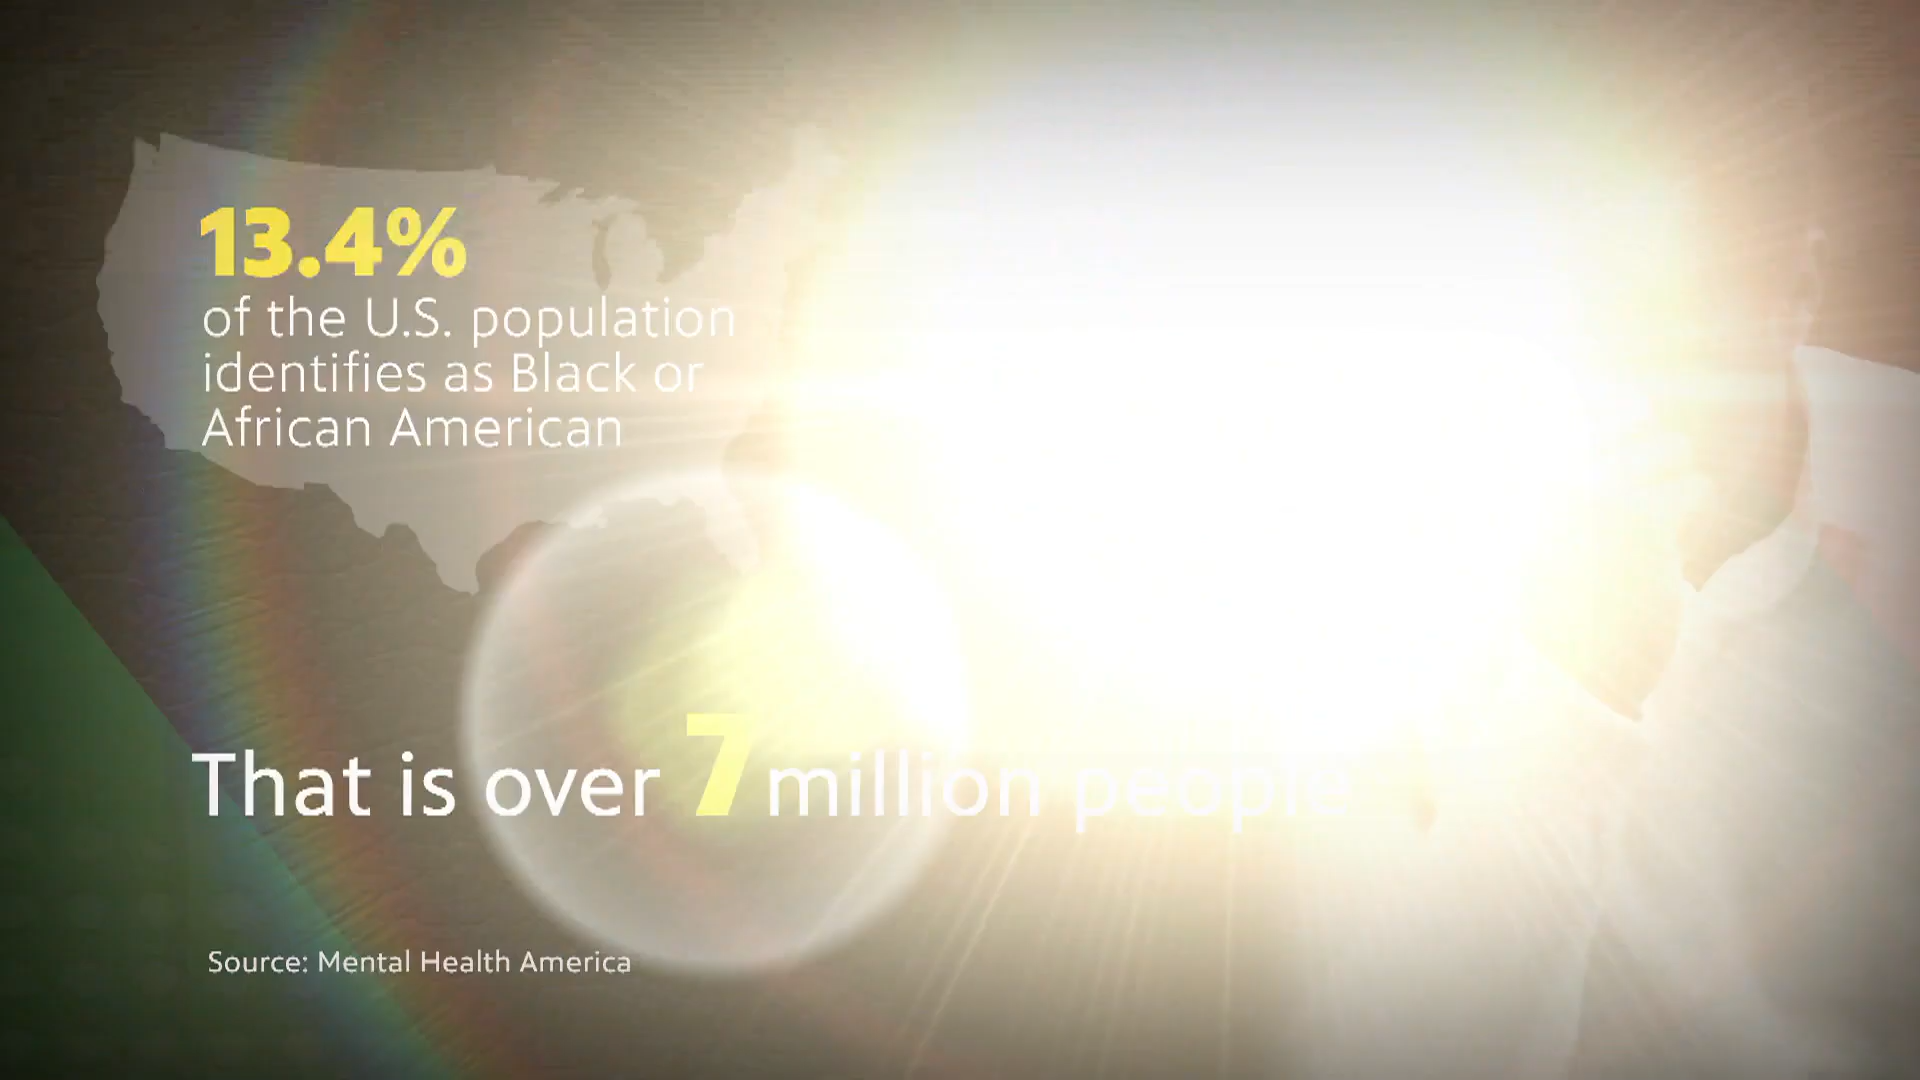 13.4%
of the U.S. population
identifies as Black or
African American
That is over 7 million people
Source: Mental Health America